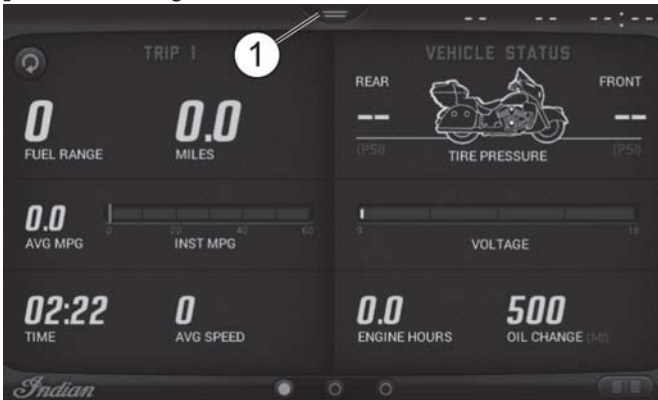 1
-- -- --:--
TRIP 1
VEHICLE STATUS
REAR
FRONT
0
0.0
--
--
FUEL RANGE
MILES
(PSI)
TIRE PRESSURE
(PSI)
0.0
AVG MPG
0 20 40 60
INST MPG
9 18
VOLTAGE
02:22
TIME
0
AVG SPEED
0.0
ENGINE HOURS
500
OIL CHANGE (MI)
Indian